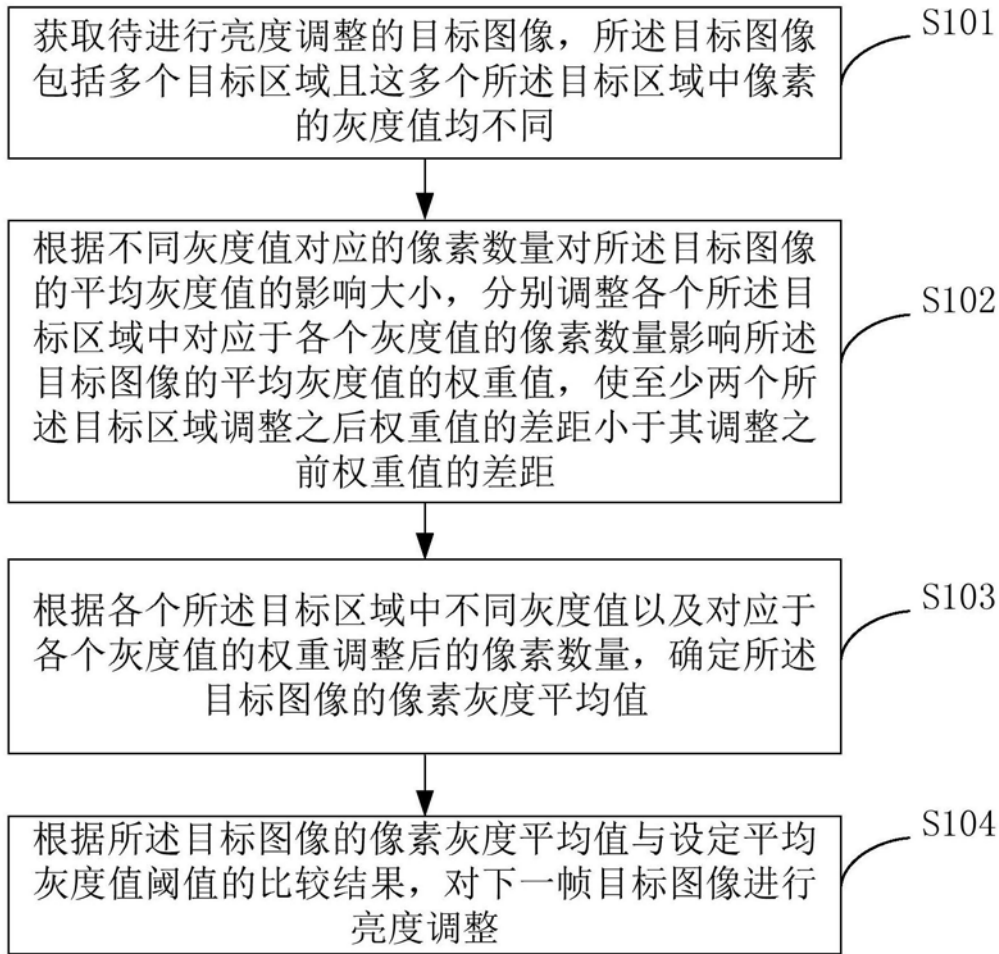 获取待进行亮度调整的目标图像，所述目标图像
包括多个目标区域且这多个所述目标区域中像素
的灰度值均不同
S101
根据不同灰度值对应的像素数量对所述目标图像
的平均灰度值的影响大小，分别调整各个所述目
标区域中对应于各个灰度值的像素数量影响所述
目标图像的平均灰度值的权重值，使至少两个所
述目标区域调整之后权重值的差距小于其调整之
前权重值的差距
S102
根据各个所述目标区域中不同灰度值以及对应于
各个灰度值的权重调整后的像素数量，确定所述
目标图像的像素灰度平均值
S103
根据所述目标图像的像素灰度平均值与设定平均
灰度值阈值的比较结果，对下一帧目标图像进行
亮度调整
S104